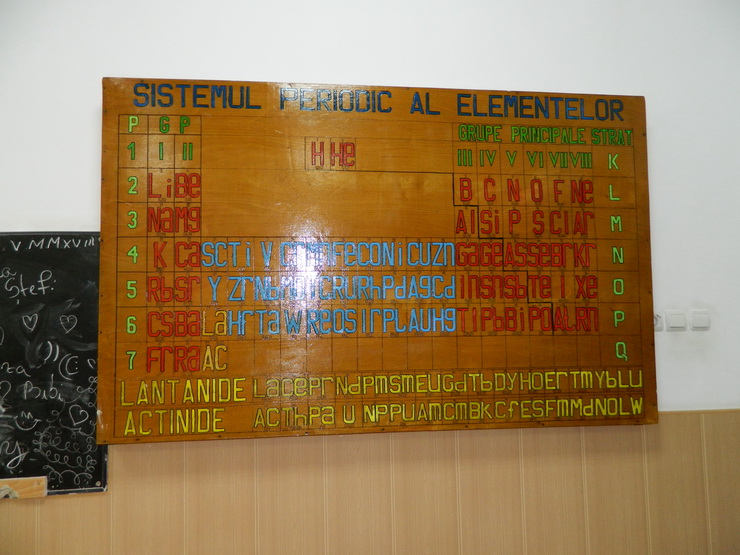 SISTEMUL PERIODIC AL ELEMENTELOR
P G P GRUPE PRINCIPALE STRAT
1 I II H He III IV V VI VII VIII K
2 Li Be B C N O F Ne L
3 Na Mg Al Si P S Cl Ar M
4 K Ca Sc Ti V Cr Mn Fe Co Ni Cu Zn Ga Ge As Se Br Kr N
5 Rb Sr Y Zr Nb Mo Tc Ru Rh Pd Ag Cd In Sn Sb Te I Xe O
6 Cs Ba La Hf Ta W Re Os Ir Pt Au Hg Tl Pb Bi Po At Rn P
7 Fr Ra Ac Q
LANTANIDE La Ce Pr Nd Pm Sm Eu Gd Tb Dy Ho Er Tm Yb Lu
ACTINIDE Ac Th Pa U Np Pu Am Cm Bk Cf Es Fm Md No Lw
V MMXVIII
Ștef.
Bibi